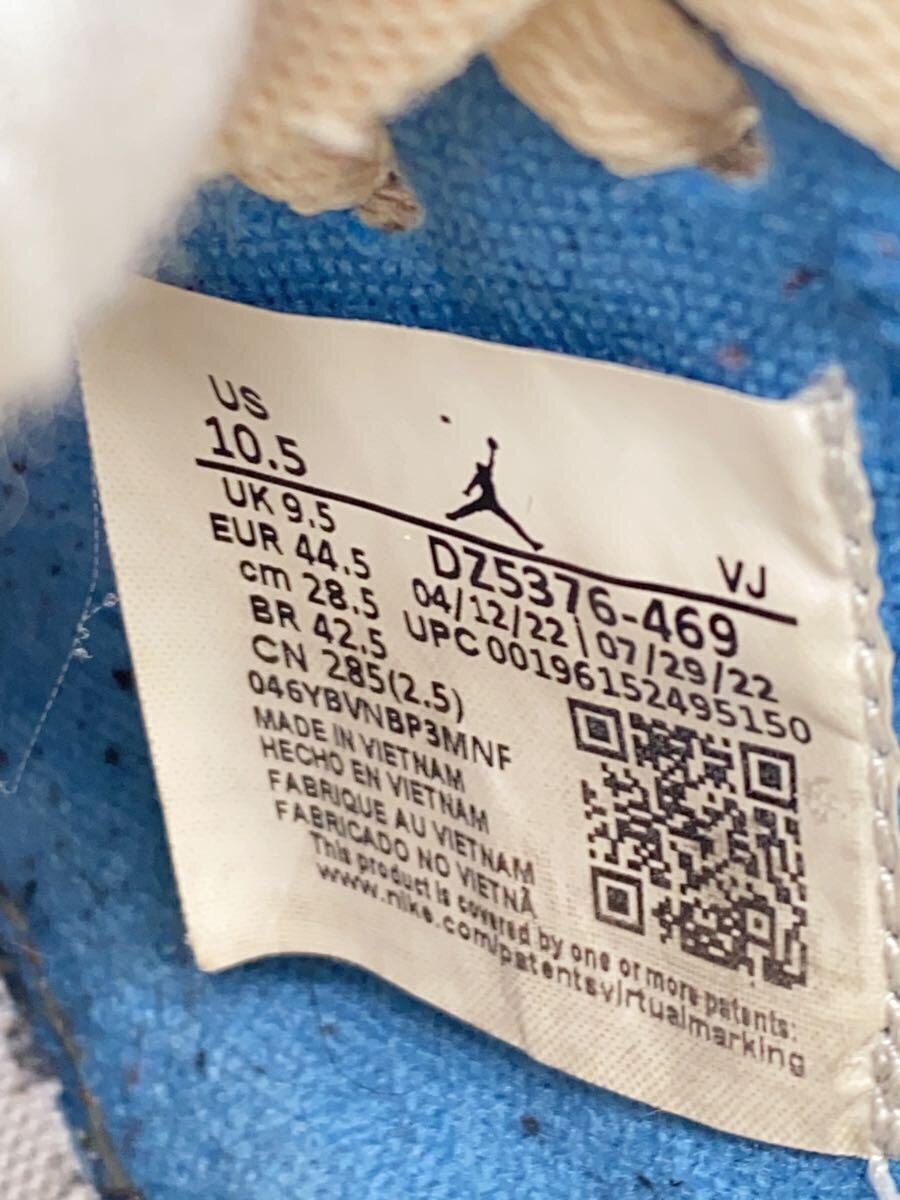 US
10.5
UK 9.5
EUR 44.5
cm 28.5
BR 42.5
CN 285(2.5)
046YBVNBP3MNF
MADE IN VIETNAM
HECHO EN VIETNAM
FABRIQUE AU VIETNAM
FABRICADO NO VIETNÃ
This product is covered by one or more patents:
www.nike.com/patentsvirtualmarking
VJ
DZ5376-469
04/12/22 | 07/29/22
UPC 00196152495150